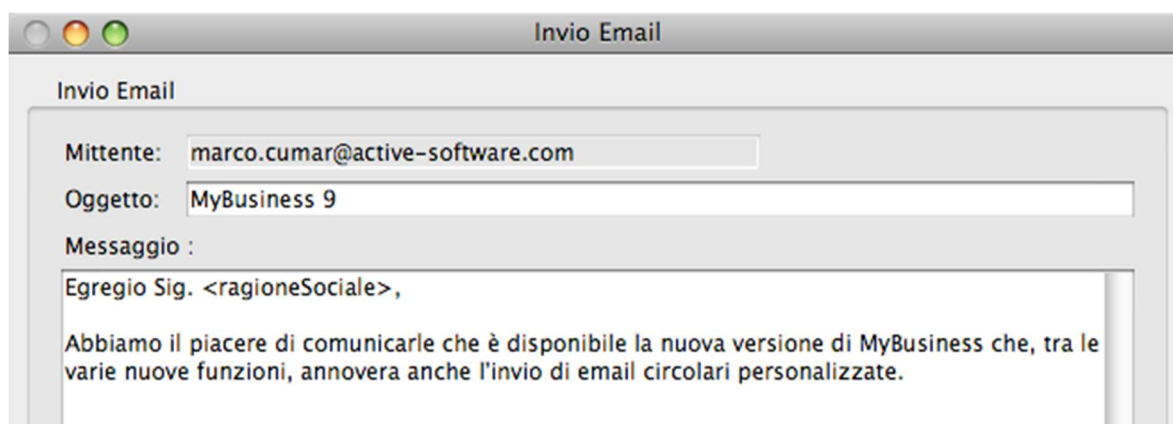 Invio Email
Invio Email
Mittente: marco.cumar@active-software.com
Oggetto: MyBusiness 9
Messaggio :
Egregio Sig. <ragioneSociale>,
Abbiamo il piacere di comunicarle che è disponibile la nuova versione di MyBusiness che, tra le
varie nuove funzioni, annovera anche l'invio di email circolari personalizzate.